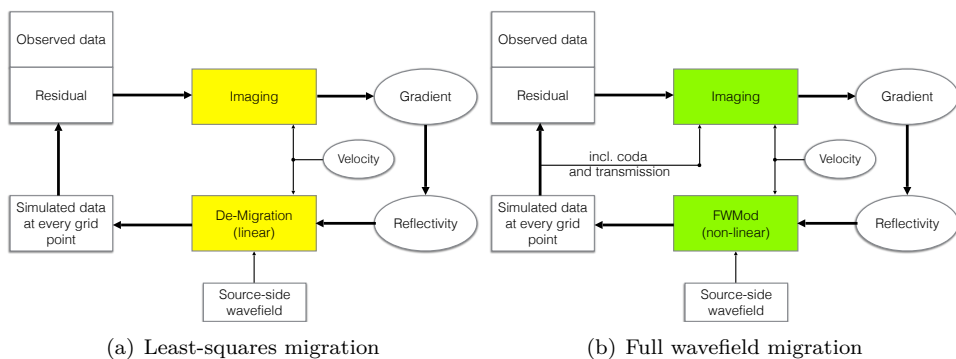 Observed data
Residual
Imaging
Gradient
Velocity
Simulated data
at every grid
point
De-Migration
(linear)
Reflectivity
Source-side
wavefield
(a) Least-squares migration
Observed data
Residual
Imaging
Gradient
incl. coda
and transmission
Velocity
Simulated data
at every grid
point
FWMod
(non-linear)
Reflectivity
Source-side
wavefield
(b) Full wavefield migration